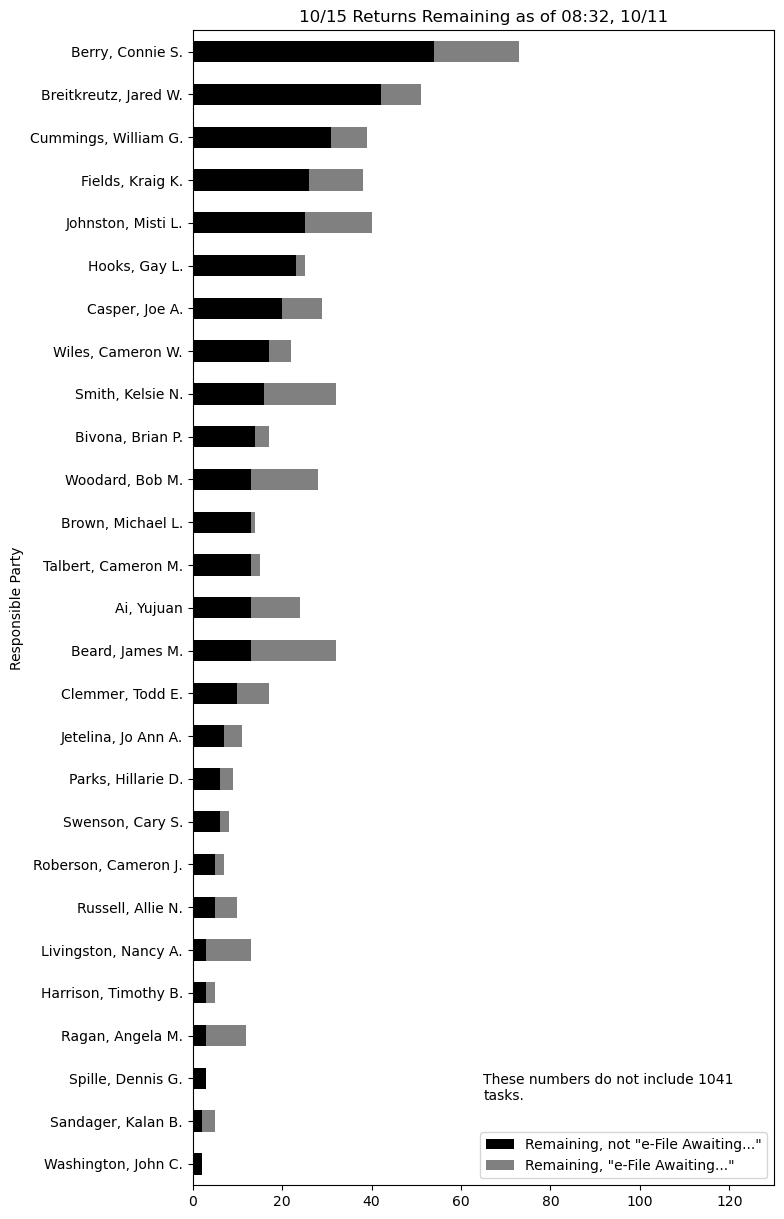 10/15 Returns Remaining as of 08:32, 10/11
Responsible Party
Berry, Connie S.
Breitkreutz, Jared W.
Cummings, William G.
Fields, Kraig K.
Johnston, Misti L.
Hooks, Gay L.
Casper, Joe A.
Wiles, Cameron W.
Smith, Kelsie N.
Bivona, Brian P.
Woodard, Bob M.
Brown, Michael L.
Talbert, Cameron M.
Ai, Yujuan
Beard, James M.
Clemmer, Todd E.
Jetelina, Jo Ann A.
Parks, Hillarie D.
Swenson, Cary S.
Roberson, Cameron J.
Russell, Allie N.
Livingston, Nancy A.
Harrison, Timothy B.
Ragan, Angela M.
Spille, Dennis G.
Sandager, Kalan B.
Washington, John C.
These numbers do not include 1041
tasks.
Remaining, not "e-File Awaiting..."
Remaining, "e-File Awaiting..."
0 20 40 60 80 100 120